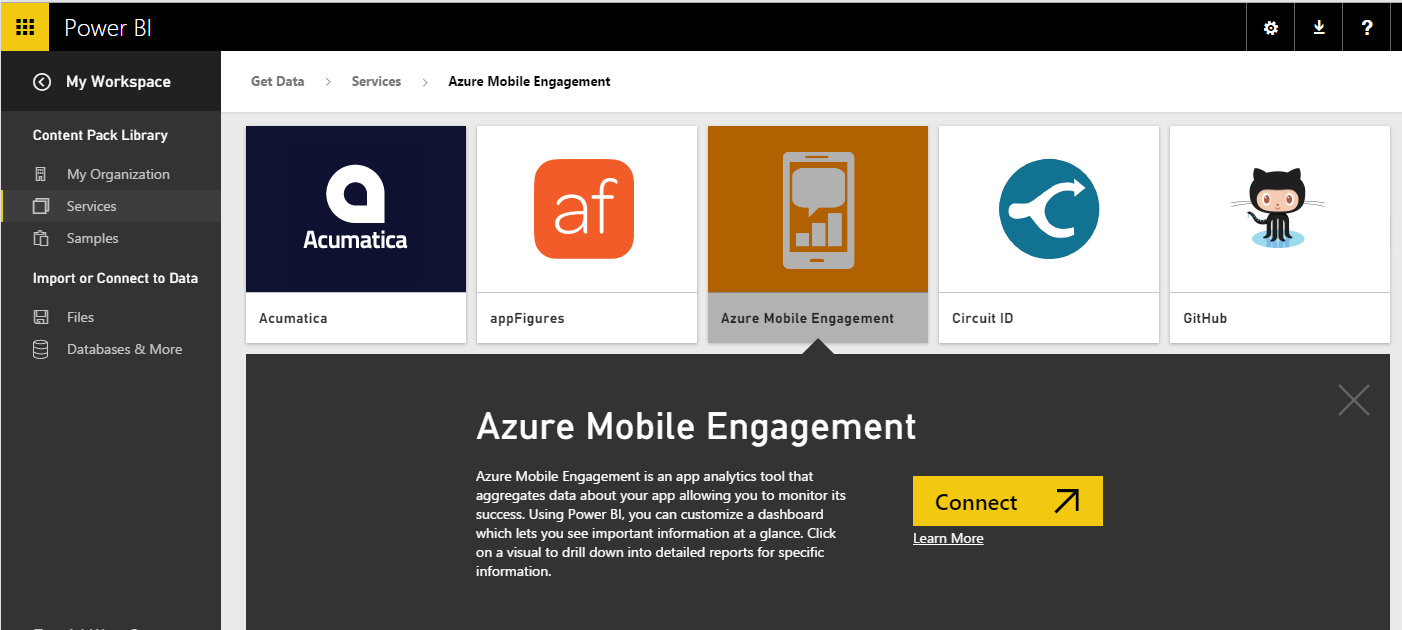 Power BI
?
My Workspace
Get Data > Services > Azure Mobile Engagement
Content Pack Library
My Organization
Services
Samples
Import or Connect to Data
Files
Databases & More
Acumatica
af
Acumatica
appFigures
Azure Mobile Engagement
Circuit ID
GitHub
Azure Mobile Engagement
Azure Mobile Engagement is an app analytics tool that
aggregates data about your app allowing you to monitor its
success. Using Power BI, you can customize a dashboard
which lets you see important information at a glance. Click
on a visual to drill down into detailed reports for specific
information.
Connect
Learn More